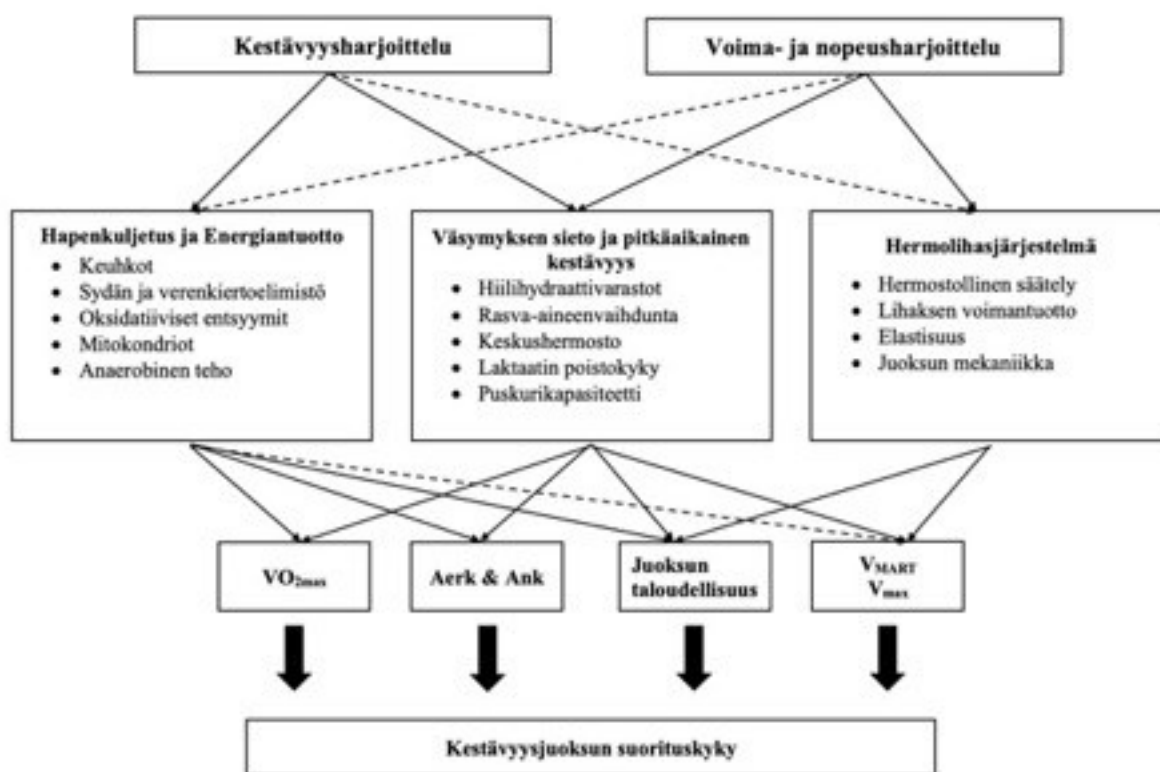 Kestävyysharjoittelu
Voima- ja nopeusharjoittelu
Hapenkuljetus ja Energiantuotto
• Keuhkot
• Sydän ja verenkiertoelimistö
• Oksidatiiviset entsyymit
• Mitokondriot
• Anaerobinen teho
Väsymyksen sieto ja pitkäaikainen
kestävyys
• Hiilihydraattivarastot
• Rasva-aineenvaihdunta
• Keskushermosto
• Laktaatin poistokyky
• Puskurikapasiteetti
Hermolihasjärjestelmä
• Hermostollinen säätely
• Lihaksen voimantuotto
• Elastisuus
• Juoksun mekaniikka
VO2max
Aerk & Ank
Juoksun
taloudellisuus
VMART
Vmax
Kestävyysjuoksun suorituskyky